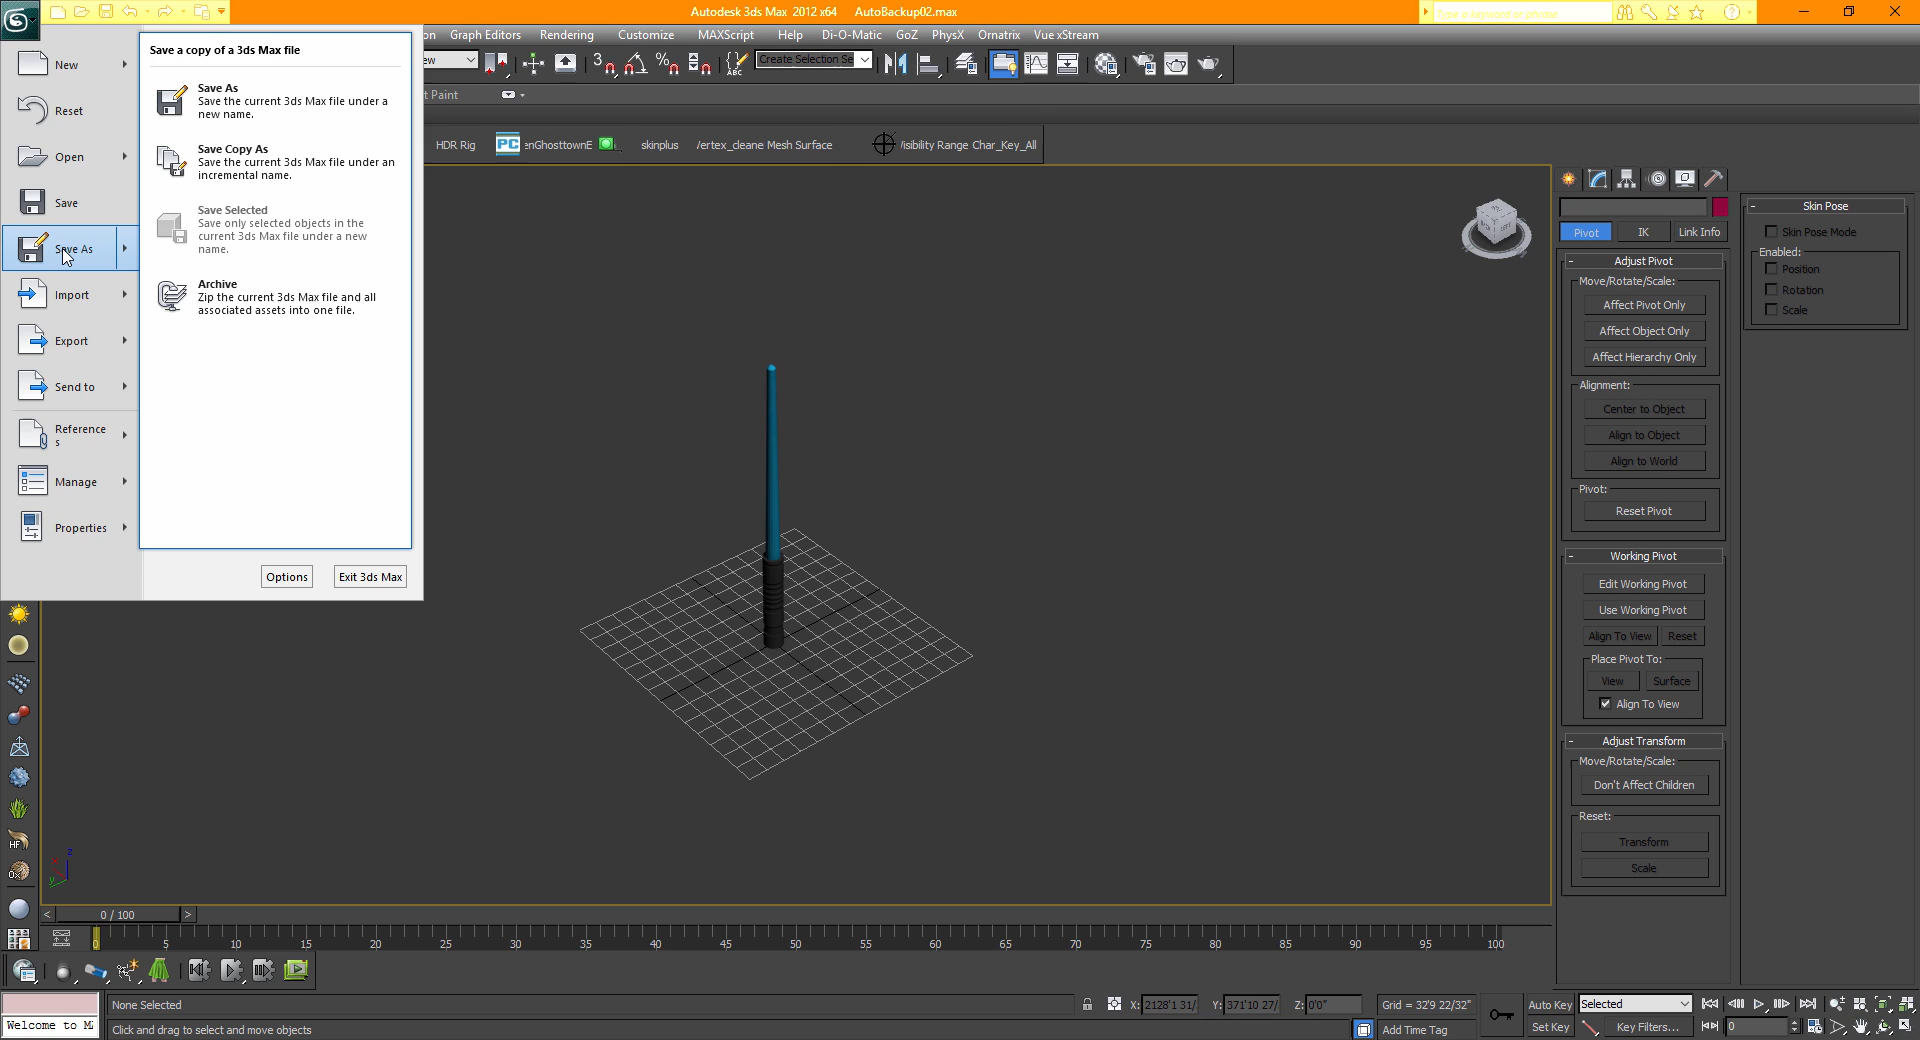 Autodesk 3ds Max 2012 x64 AutoBackup02.max
Type a keyword or phrase
Graph Editors Rendering Customize MAXScript Help Di-O-Matic GoZ PhysX Ornatrix Vue xStream
Create Selection Se
t Paint
HDR Rig
PC
enGhosttownE
skinplus
/ertex_cleane Mesh Surface
/isibility Range Char_Key_All
New
Reset
Open
Save
Save As
Import
Export
Send to
Reference
s
Manage
Properties
Save a copy of a 3ds Max file
Save As
Save the current 3ds Max file under a
new name.
Save Copy As
Save the current 3ds Max file under an
incremental name.
Save Selected
Save only selected objects in the
current 3ds Max file under a new
name.
Archive
Zip the current 3ds Max file and all
associated assets into one file.
Options Exit 3ds Max
Pivot IK Link Info
- Adjust Pivot
Move/Rotate/Scale:
Affect Pivot Only
Affect Object Only
Affect Hierarchy Only
Alignment:
Center to Object
Align to Object
Align to World
Pivot:
Reset Pivot
- Working Pivot
Edit Working Pivot
Use Working Pivot
Align To View Reset
Place Pivot To:
View Surface
Align To View
- Adjust Transform
Move/Rotate/Scale:
Don't Affect Children
Reset:
Transform
Scale
- Skin Pose
Skin Pose Mode
Enabled:
Position
Rotation
Scale
HF
OX
z
x
y
< 0 / 100 >
0 5 10 15 20 25 30 35 40 45 50 55 60 65 70 75 80 85 90 95 100
Welcome to M
None Selected
X: 2128'1 31/ Y: 371'10 27/ Z: 0'0" Grid = 32'9 22/32"
Click and drag to select and move objects
Add Time Tag
Auto Key Selected
Set Key Key Filters... 0